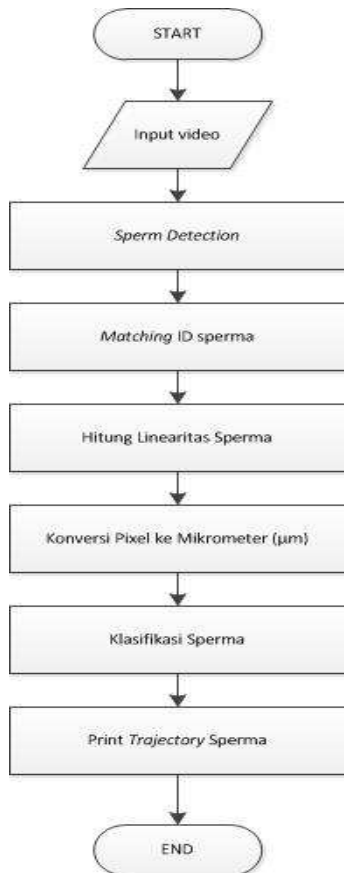 START
Input video
Sperm Detection
Matching ID sperma
Hitung Linearitas Sperma
Konversi Pixel ke Mikrometer (µm)
Klasifikasi Sperma
Print Trajectory Sperma
END